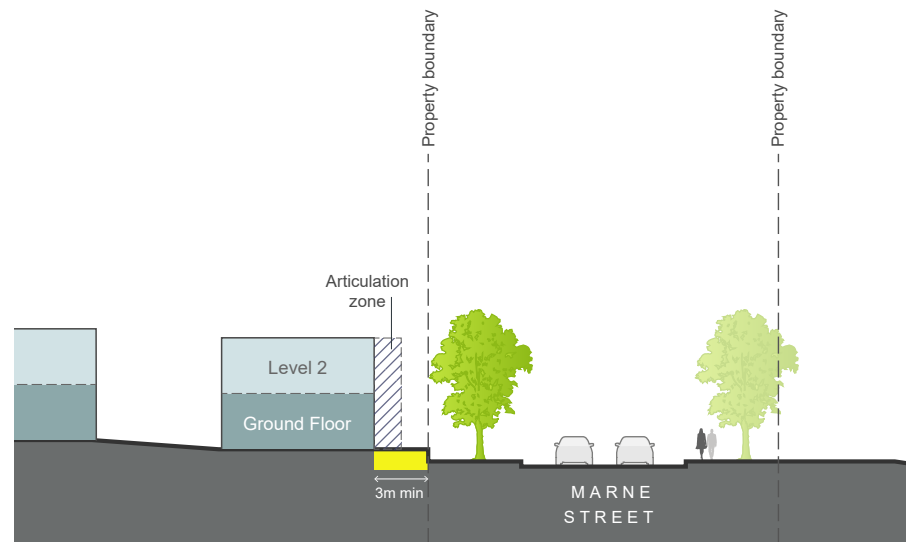 Property boundary
Property boundary
Articulation
zone
Level 2
Ground Floor
3m min
MARNE
STREET